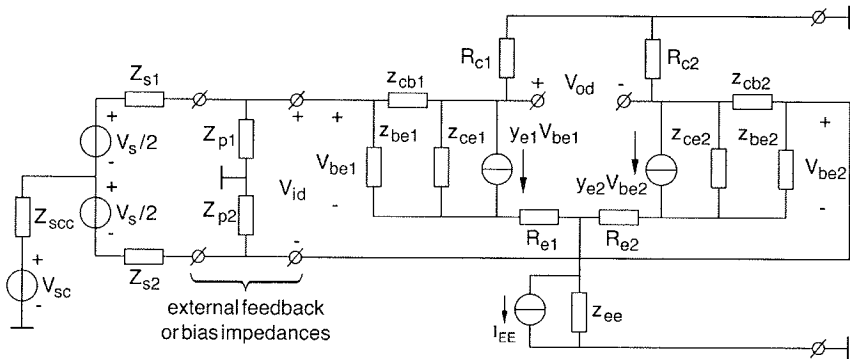 R_c1
R_c2
Z_s1
z_cb1
+ V_od -
z_cb2
+
V_s/2
-
Z_p1
+
+
z_be1
z_ce1
y_e1V_be1
z_ce2
z_be2
+
V_be1
-
V_id
y_e2V_be2
V_be2
-
Z_scc
+
V_s/2
-
Z_p2
R_e1
R_e2
+
V_sc
-
Z_s2
-
external feedback
or bias impedances
I_EE
z_ee